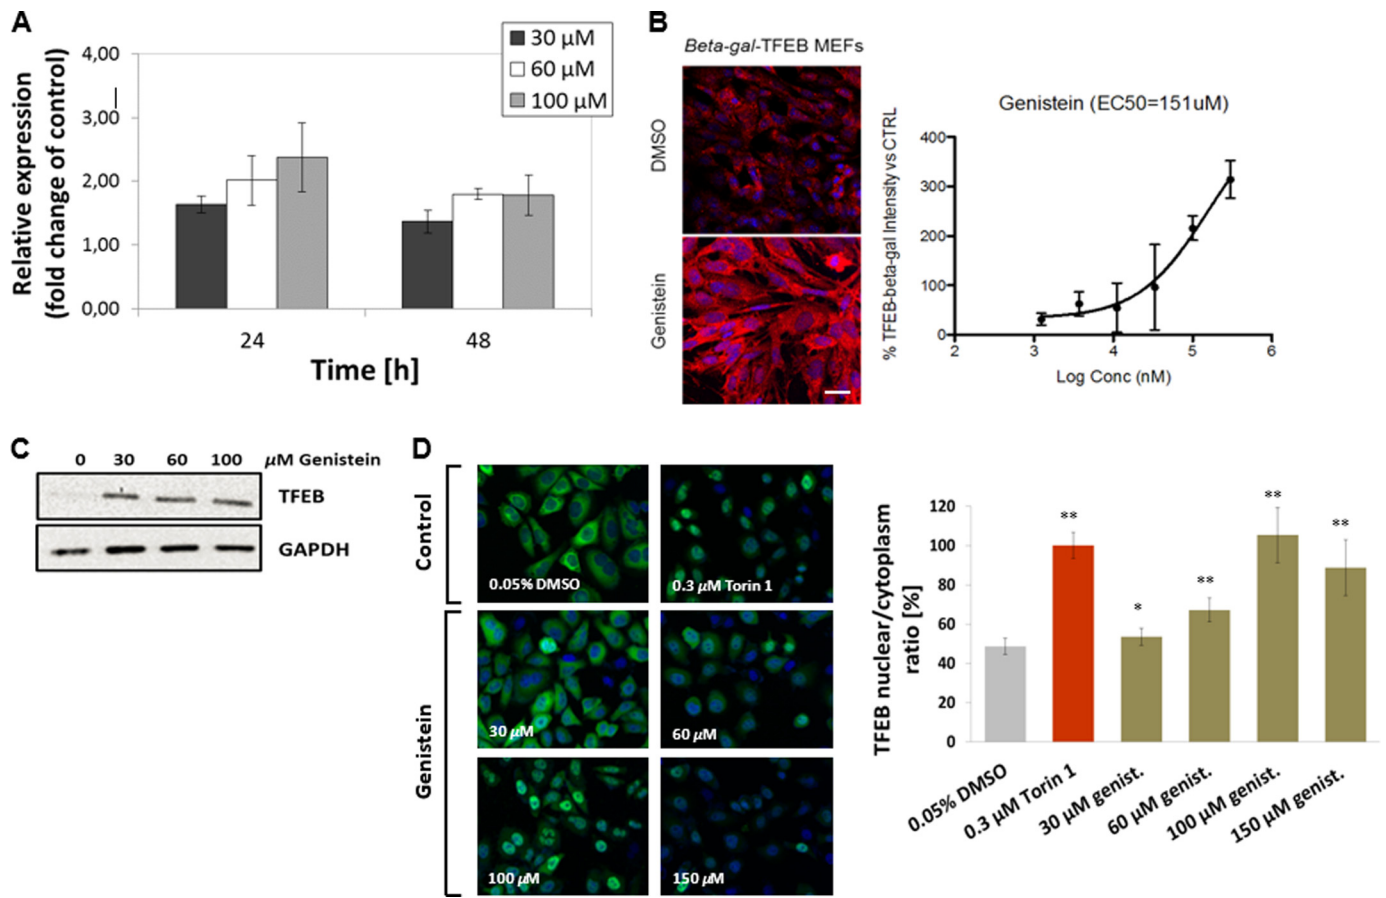 A
Relative expression
(fold change of control)
4,00
3,00
2,00
1,00
0,00
30 µM
60 µM
100 µM
24
48
Time [h]
B
Beta-gal-TFEB MEFs
DMSO
Genistein
Genistein (EC50=151uM)
% TFEB-beta-gal Intensity vs CTRL
400
300
200
100
0
2
3
4
5
6
Log Conc (nM)
C
0 30 60 100 µM Genistein
TFEB
GAPDH
D
Control
Genistein
0.05% DMSO
0.3 µM Torin 1
30 µM
60 µM
100 µM
150 µM
TFEB nuclear/cytoplasm
ratio [%]
120
100
80
60
40
20
0
**
*
**
**
**
0.05% DMSO
0.3 µM Torin 1
30 µM genist.
60 µM genist.
100 µM genist.
150 µM genist.